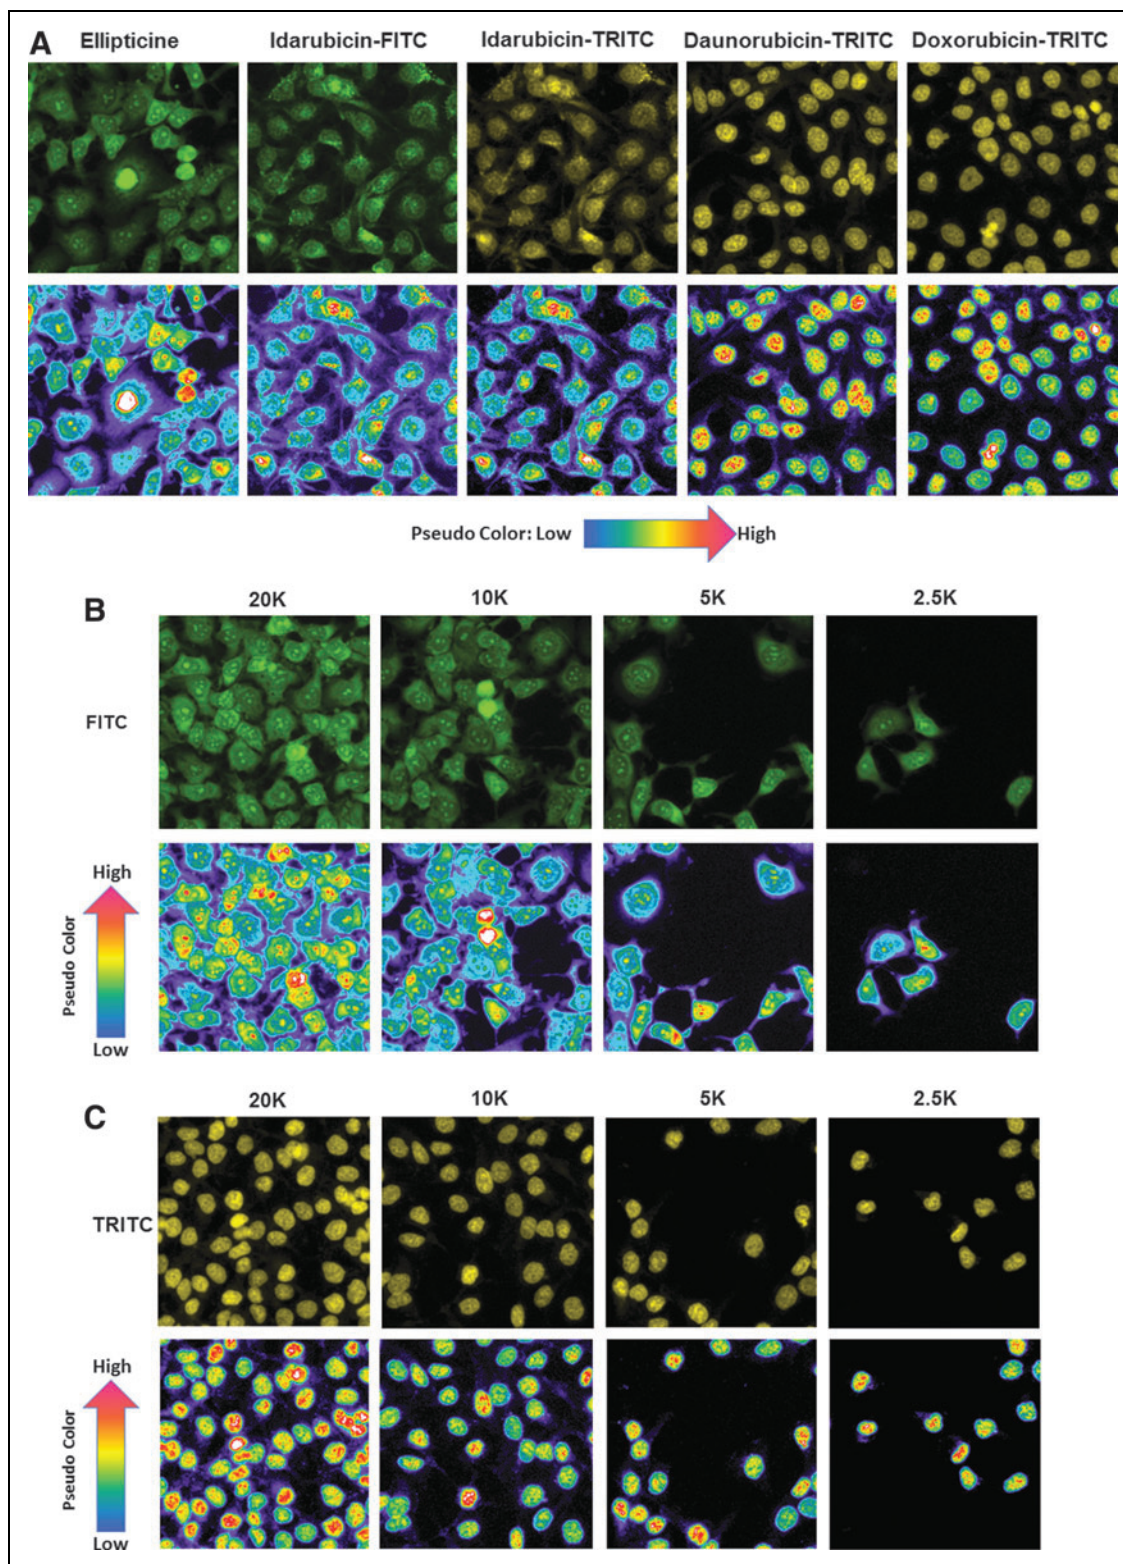 A
Ellipticine Idarubicin-FITC Idarubicin-TRITC Daunorubicin-TRITC Doxorubicin-TRITC
Pseudo Color: Low High
B
20K 10K 5K 2.5K
FITC
High
Pseudo Color
Low
C
20K 10K 5K 2.5K
TRITC
High
Pseudo Color
Low